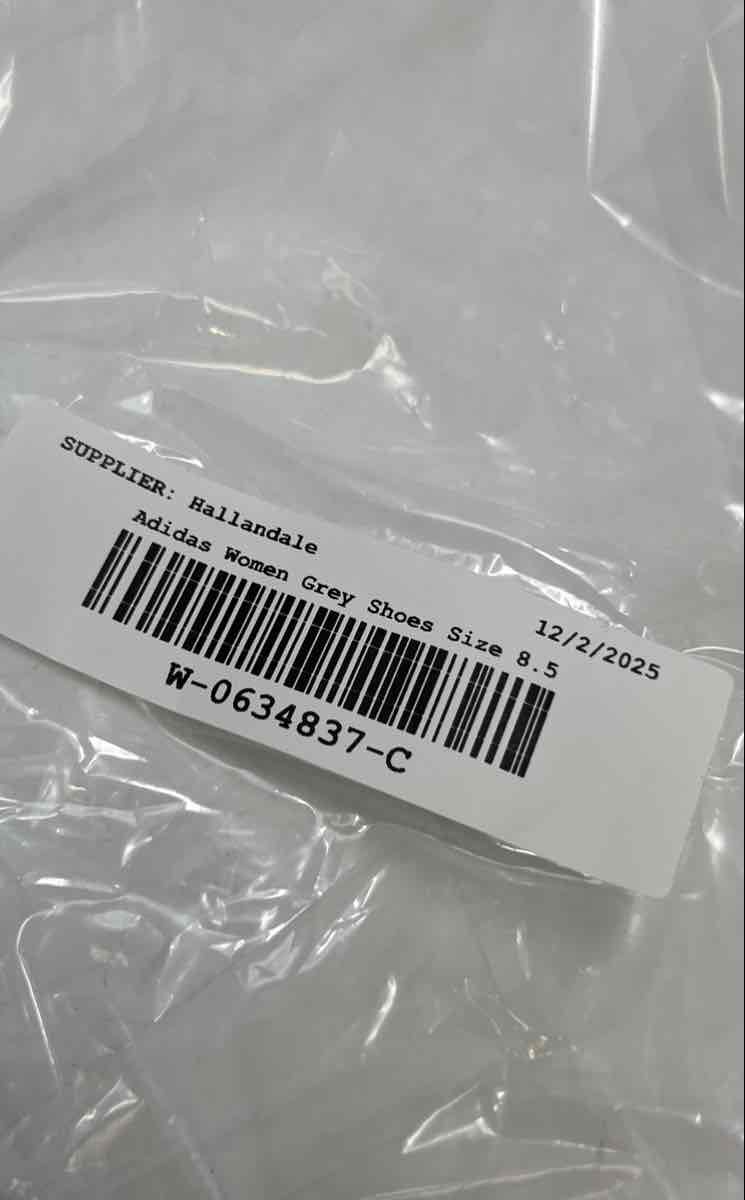 SUPPLIER: Hallandale
12/2/2025
Adidas Women Grey Shoes Size 8.5
W-0634837-C